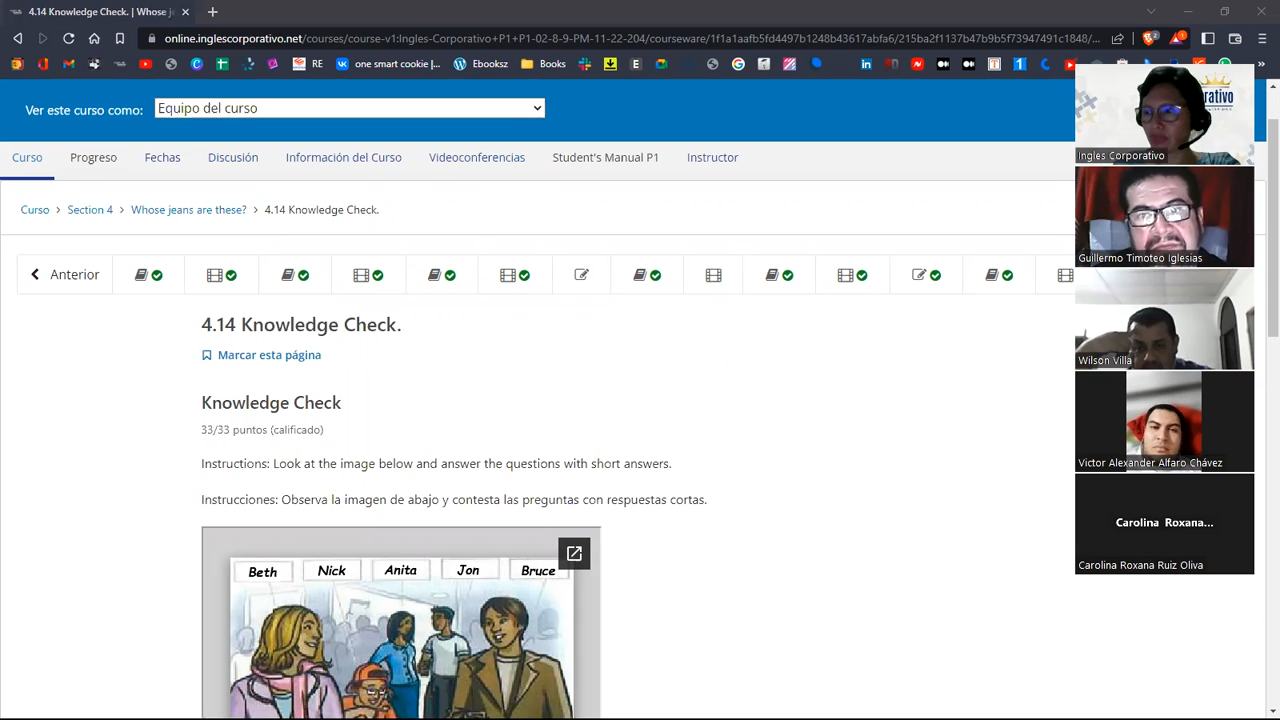 4.14 Knowledge Check. | Whose je
online.inglescorporativo.net/courses/course-v1:Ingles-Corporativo+P1+P1-02-8-9-PM-11-22-204/courseware/1f1a1aafb5fd4497b1248b43617abfa6/215ba2f1137b47b9b5f73947491c1848/...
RE
one smart cookie |...
Ebooksz
Books
Ver este curso como:
Equipo del curso
Curso
Progreso
Fechas
Discusión
Información del Curso
Videoconferencias
Student's Manual P1
Instructor
Curso > Section 4 > Whose jeans are these? > 4.14 Knowledge Check.
Anterior
4.14 Knowledge Check.
Marcar esta página
Knowledge Check
33/33 puntos (calificado)
Instructions: Look at the image below and answer the questions with short answers.
Instrucciones: Observa la imagen de abajo y contesta las preguntas con respuestas cortas.
Beth
Nick
Anita
Jon
Bruce
Ingles Corporativo
Guillermo Timoteo Iglesias
Wilson Villa
Victor Alexander Alfaro Chávez
Carolina Roxana...
Carolina Roxana Ruiz Oliva